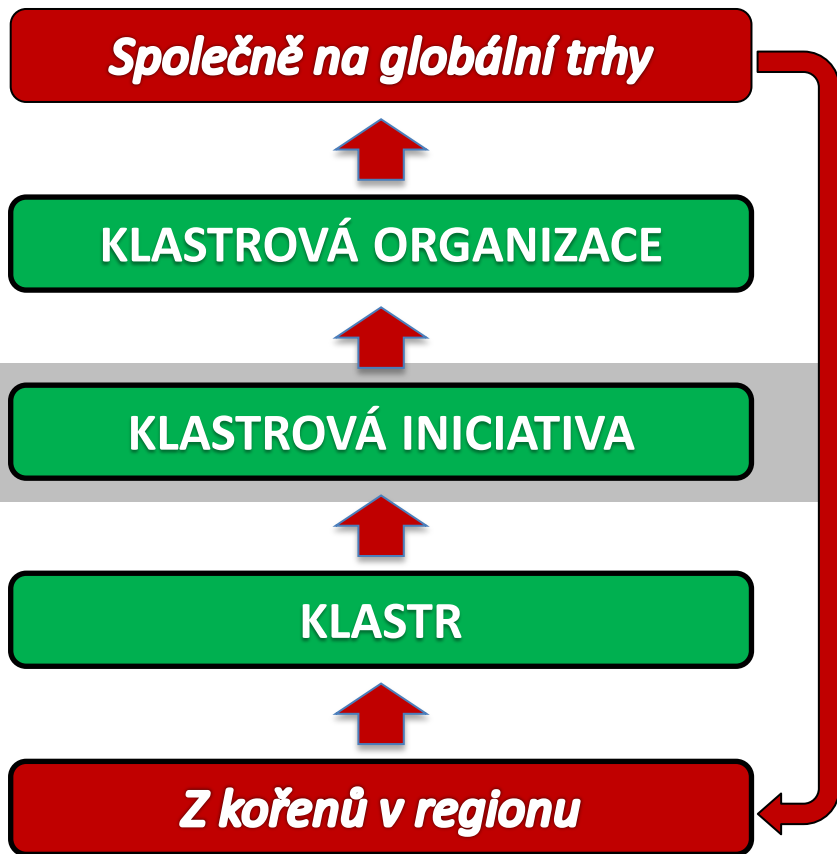 Společně na globální trhy
KLASTROVÁ ORGANIZACE
KLASTROVÁ INICIATIVA
KLASTR
Z kořenů v regionu